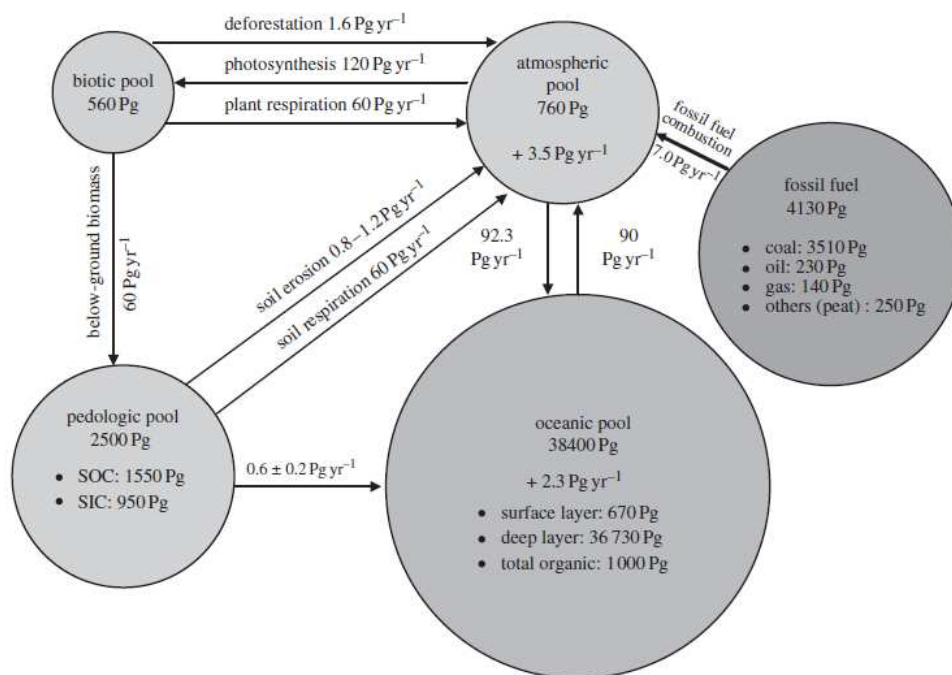 deforestation 1.6 Pg yr⁻¹
photosynthesis 120 Pg yr⁻¹
plant respiration 60 Pg yr⁻¹
biotic pool
560 Pg
atmospheric
pool
760 Pg
+ 3.5 Pg yr⁻¹
fossil fuel
combustion
7.0 Pg yr⁻¹
fossil fuel
4130 Pg
• coal: 3510 Pg
• oil: 230 Pg
• gas: 140 Pg
• others (peat) : 250 Pg
below-ground biomass
60 Pg yr⁻¹
soil erosion 0.8–1.2 Pg yr⁻¹
soil respiration 60 Pg yr⁻¹
92.3
Pg yr⁻¹
90
Pg yr⁻¹
pedologic pool
2500 Pg
• SOC: 1550 Pg
• SIC: 950 Pg
0.6 ± 0.2 Pg yr⁻¹
oceanic pool
38400 Pg
+ 2.3 Pg yr⁻¹
• surface layer: 670 Pg
• deep layer: 36 730 Pg
• total organic: 1000 Pg